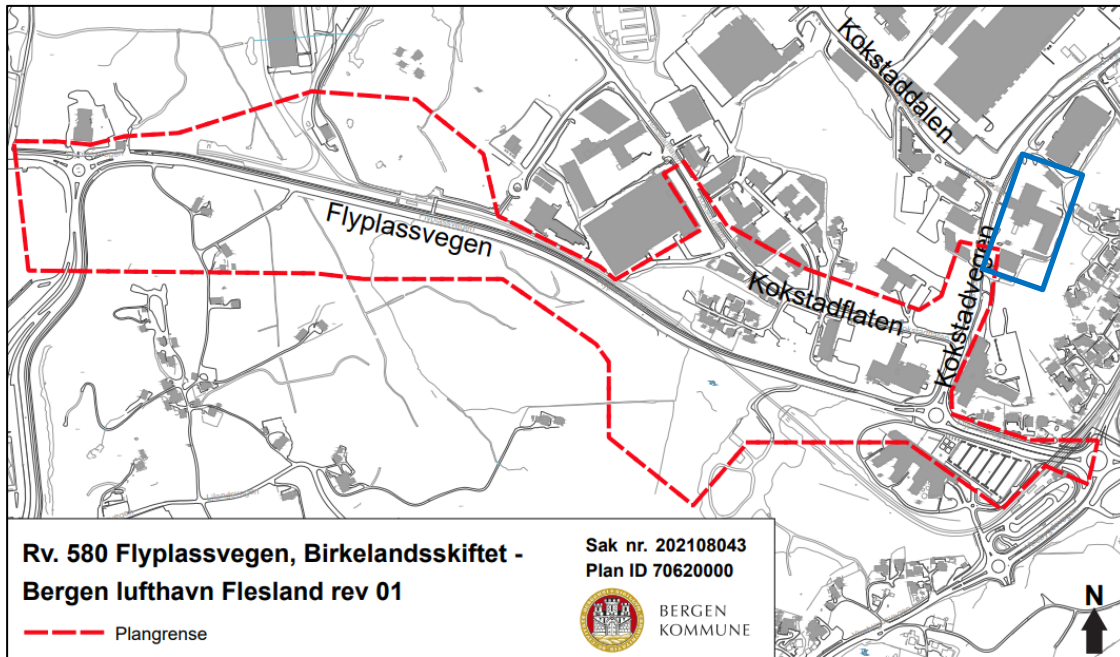 Kokstaddalen
Flyplassvegen
Kokstadflaten
Kokstadvegen
Rv. 580 Flyplassvegen, Birkelandsskiftet -
Bergen lufthavn Flesland rev 01
Plangrense
Sak nr. 202108043
Plan ID 70620000
BERGEN
KOMMUNE
N